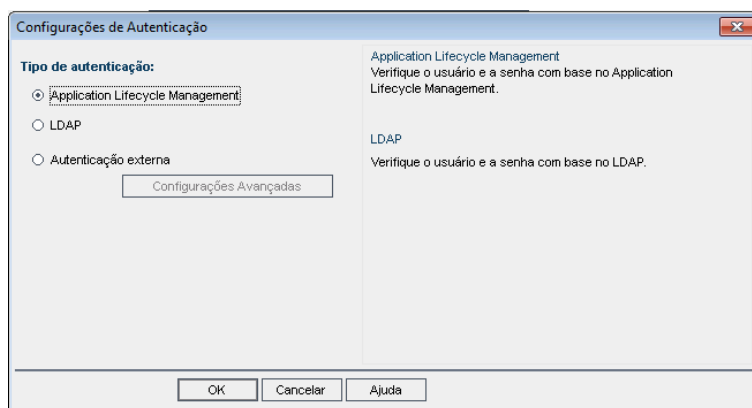 Configurações de Autenticação
Tipo de autenticação:
Application Lifecycle Management
LDAP
Autenticação externa
Configurações Avançadas
Application Lifecycle Management
Verifique o usuário e a senha com base no Application
Lifecycle Management.
LDAP
Verifique o usuário e a senha com base no LDAP.
OK
Cancelar
Ajuda